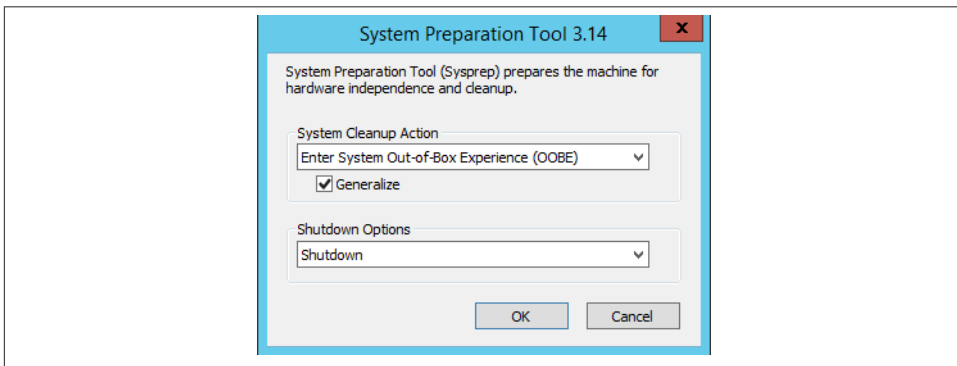 System Preparation Tool 3.14
x
System Preparation Tool (Sysprep) prepares the machine for
hardware independence and cleanup.
System Cleanup Action
Enter System Out-of-Box Experience (OOBE)
Generalize
Shutdown Options
Shutdown
OK
Cancel